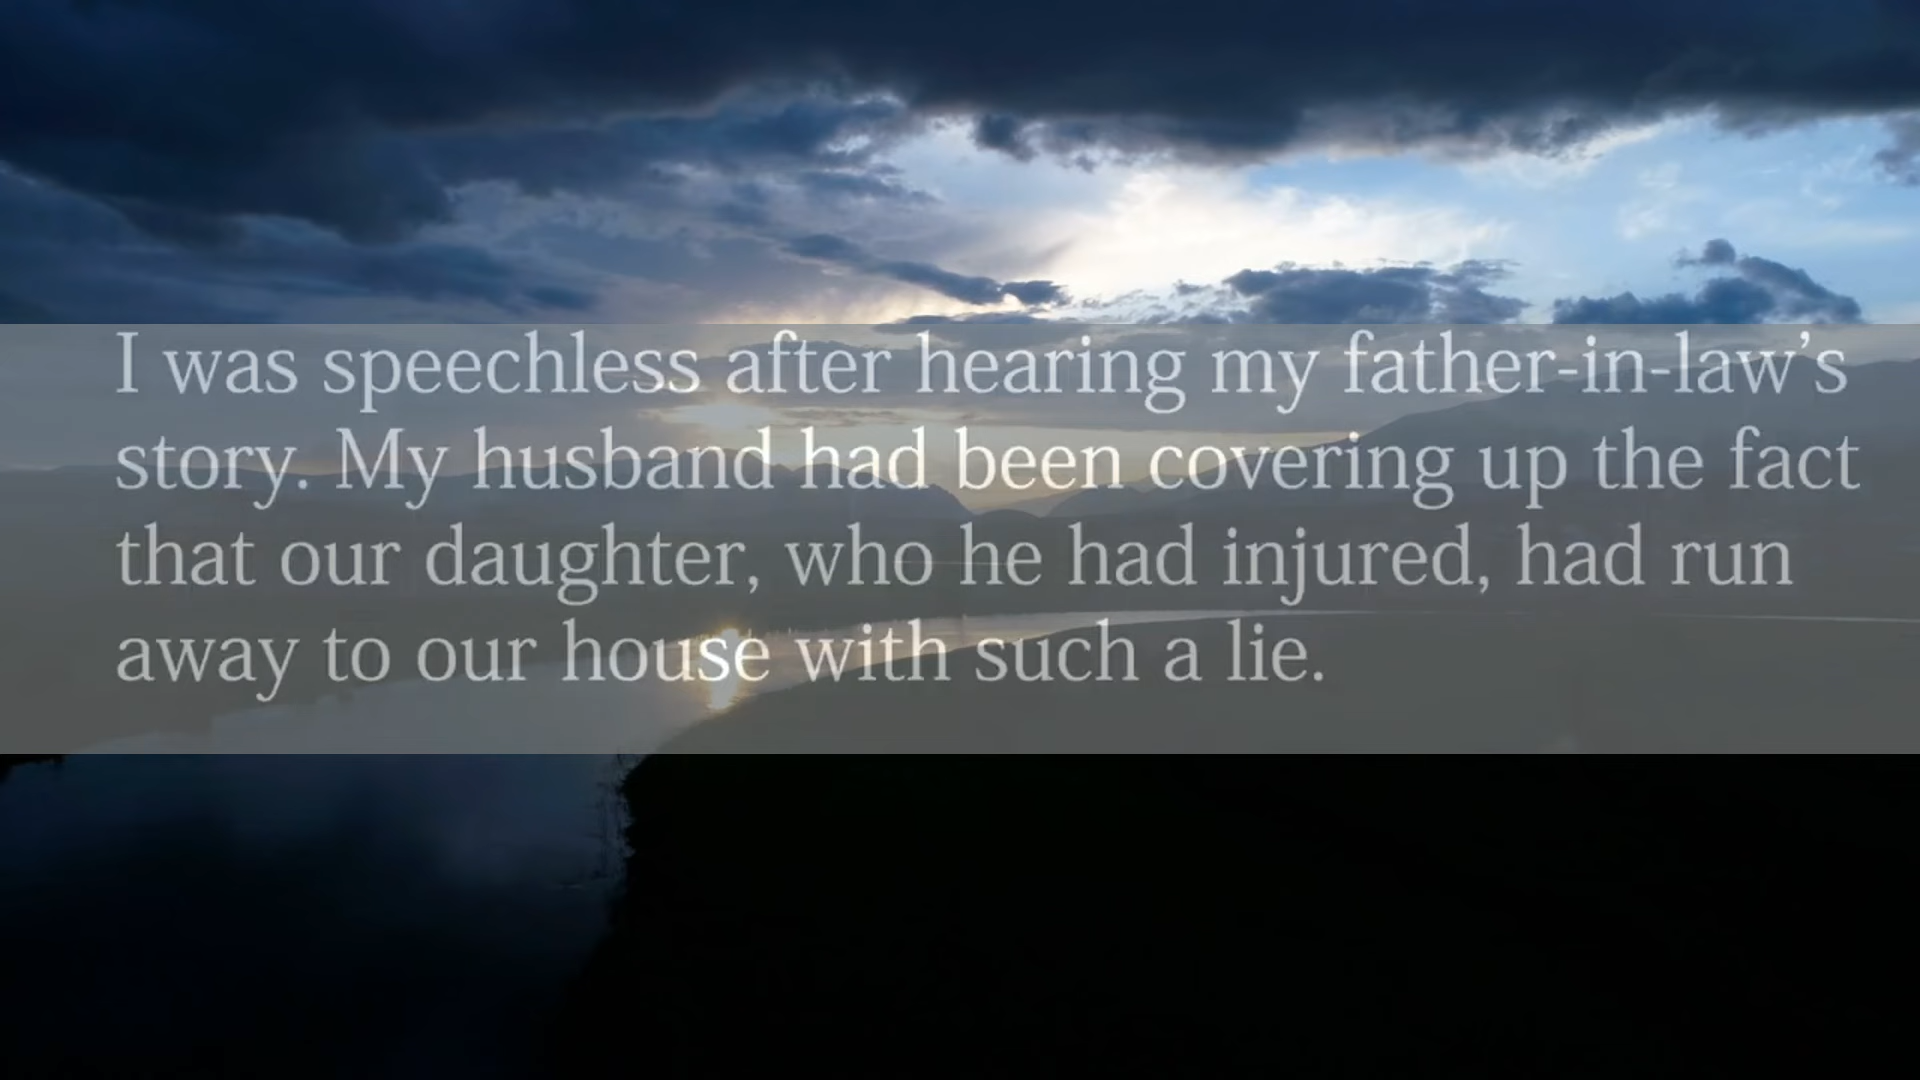 I was speechless after hearing my father-in-law’s
story. My husband had been covering up the fact
that our daughter, who he had injured, had run
away to our house with such a lie.